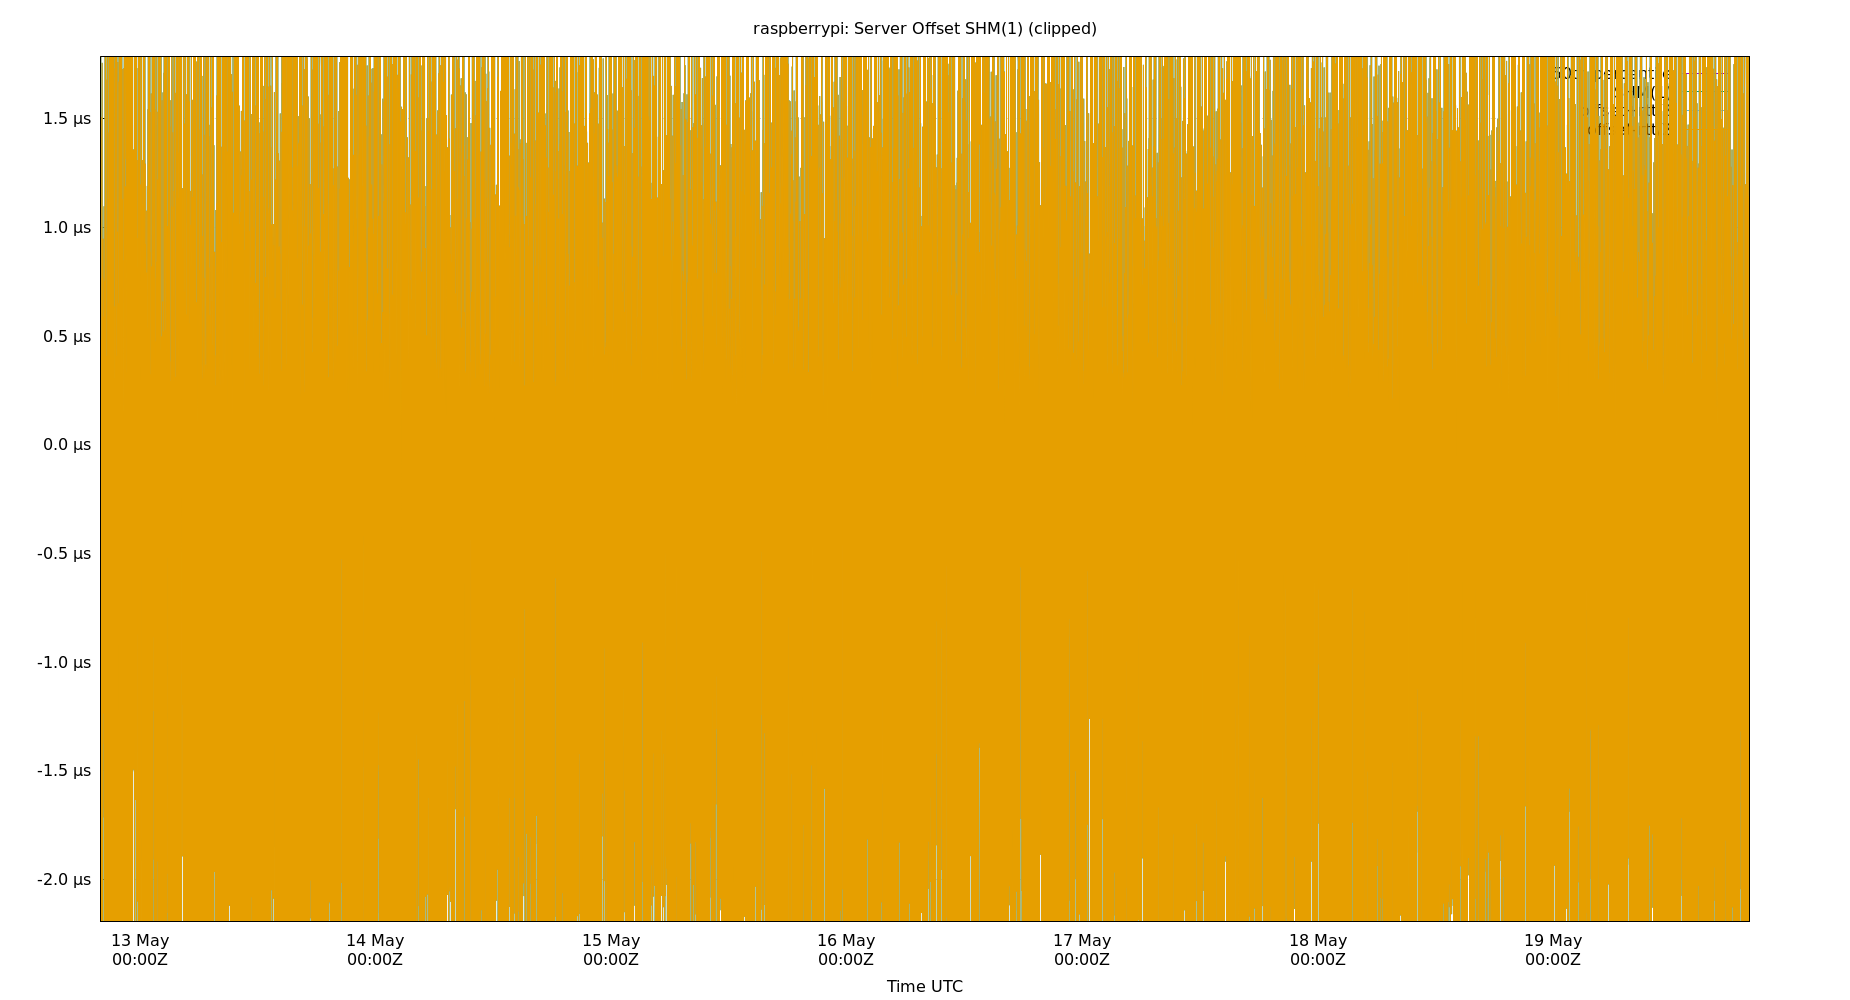 raspberrypi: Server Offset SHM(1) (clipped)
1.5 µs
1.0 µs
0.5 µs
0.0 µs
-0.5 µs
-1.0 µs
-1.5 µs
-2.0 µs
13 May
00:00Z
14 May
00:00Z
15 May
00:00Z
16 May
00:00Z
17 May
00:00Z
18 May
00:00Z
19 May
00:00Z
Time UTC